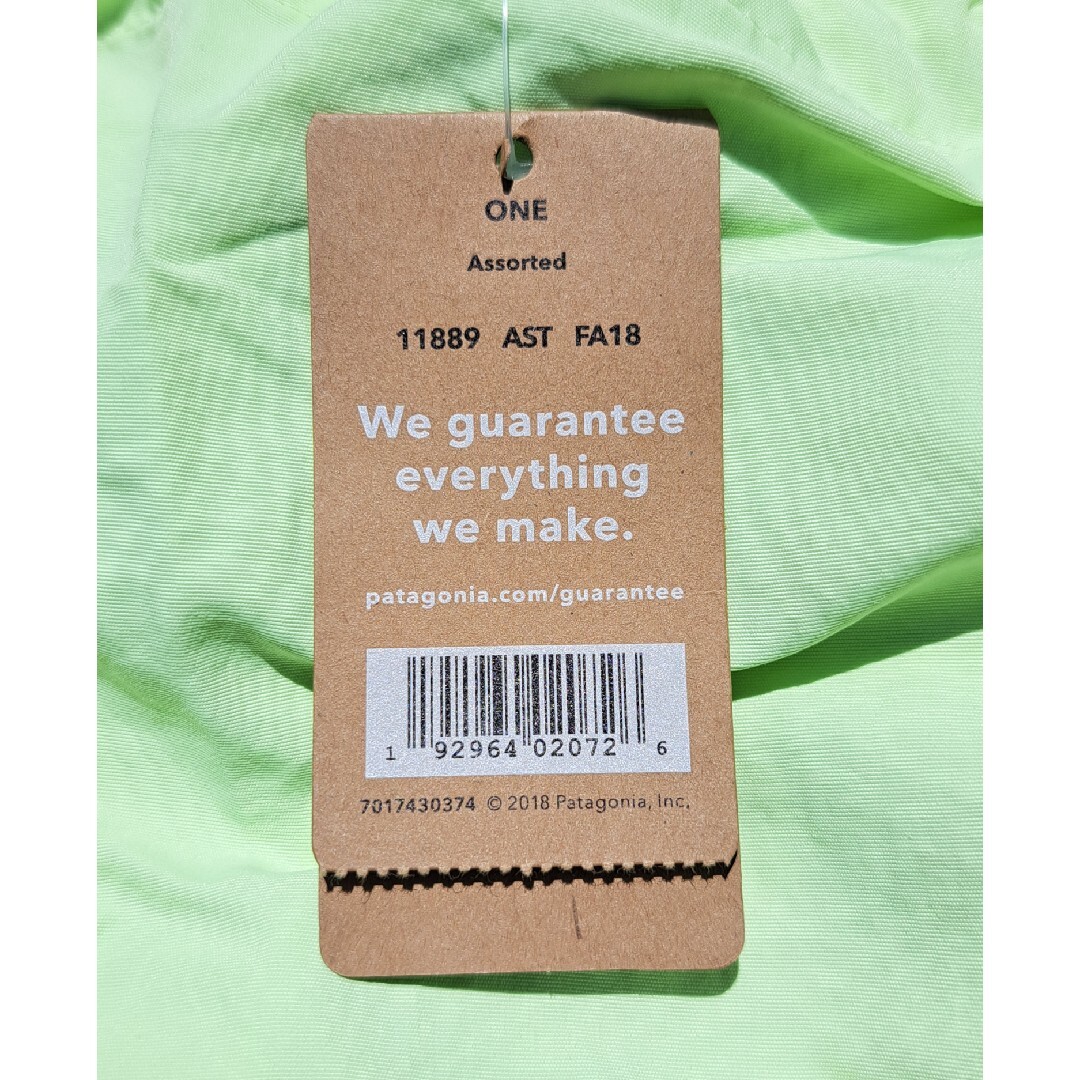 ONE
Assorted
11889 AST FA18
We guarantee
everything
we make.
patagonia.com/guarantee
1 92964 02072 6
7017430374 © 2018 Patagonia, Inc.